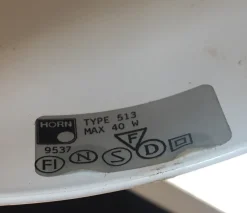 HORN TYPE 513
MAX 40 W
9537 F
FI N S D